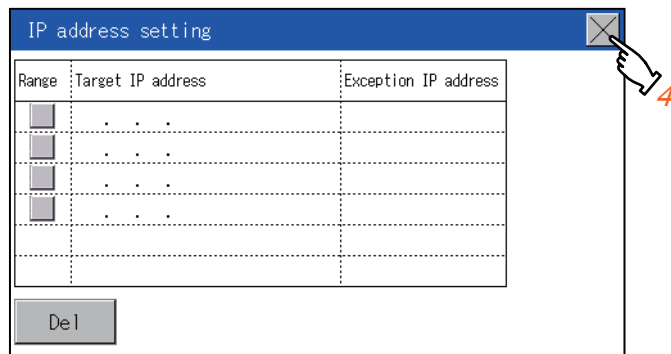 IP address setting
Range Target IP address Exception IP address
. . .
. . .
. . .
. . .
Del
4